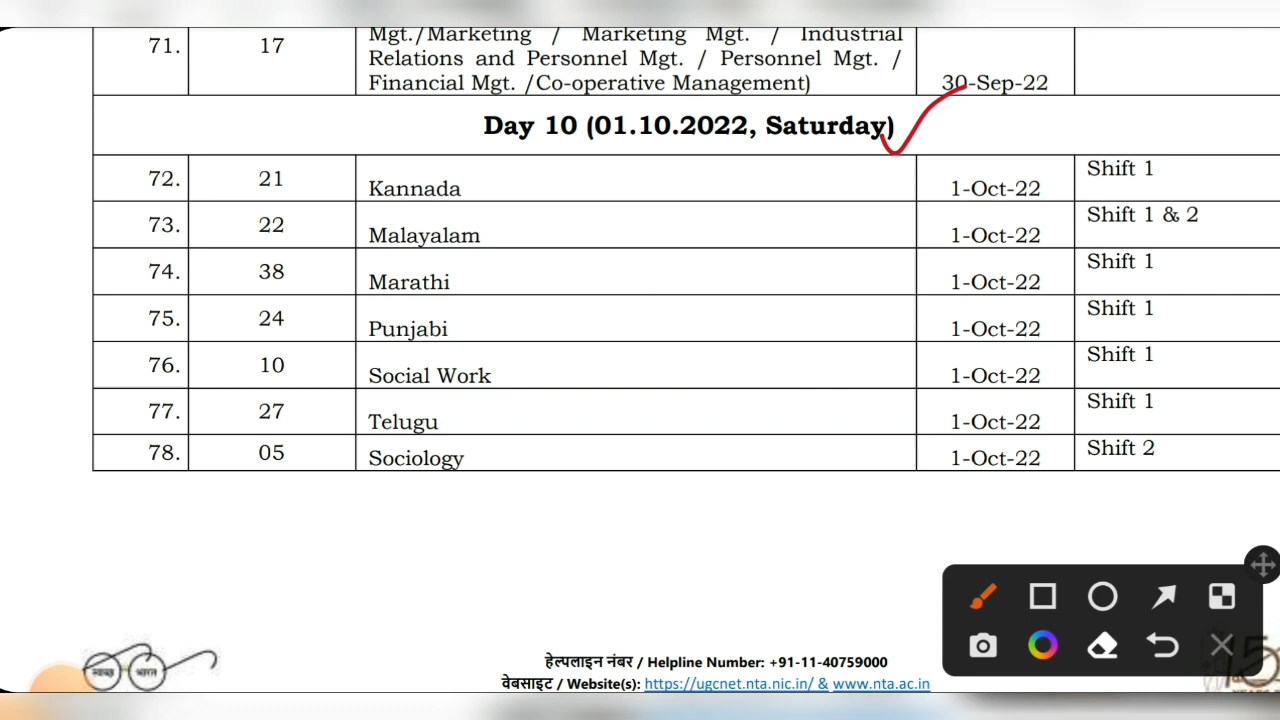 71. 17 Mgt./Marketing / Marketing Mgt. / Industrial
Relations and Personnel Mgt. / Personnel Mgt. /
Financial Mgt. /Co-operative Management) 30-Sep-22
Day 10 (01.10.2022, Saturday)
72. 21 Kannada 1-Oct-22 Shift 1
73. 22 Malayalam 1-Oct-22 Shift 1 & 2
74. 38 Marathi 1-Oct-22 Shift 1
75. 24 Punjabi 1-Oct-22 Shift 1
76. 10 Social Work 1-Oct-22 Shift 1
77. 27 Telugu 1-Oct-22 Shift 1
78. 05 Sociology 1-Oct-22 Shift 2
स्वच्छ भारत
हेल्पलाइन नंबर / Helpline Number: +91-11-40759000
वेबसाइट / Website(s): https://ugcnet.nta.nic.in/ & www.nta.ac.in